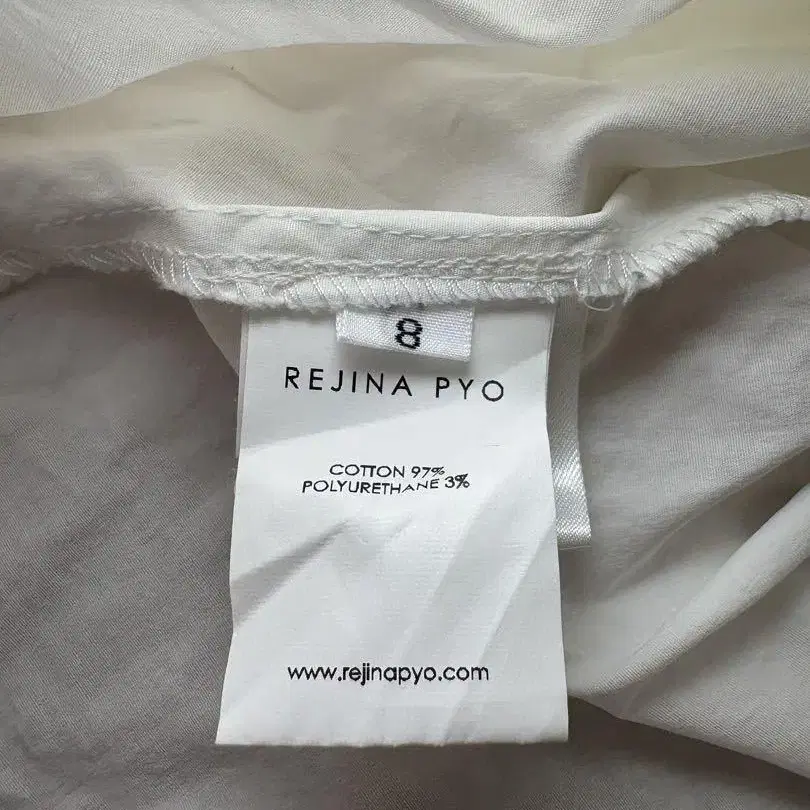 8
REJINA PYO
COTTON 97%
POLYURETHANE 3%
www.rejinapyo.com